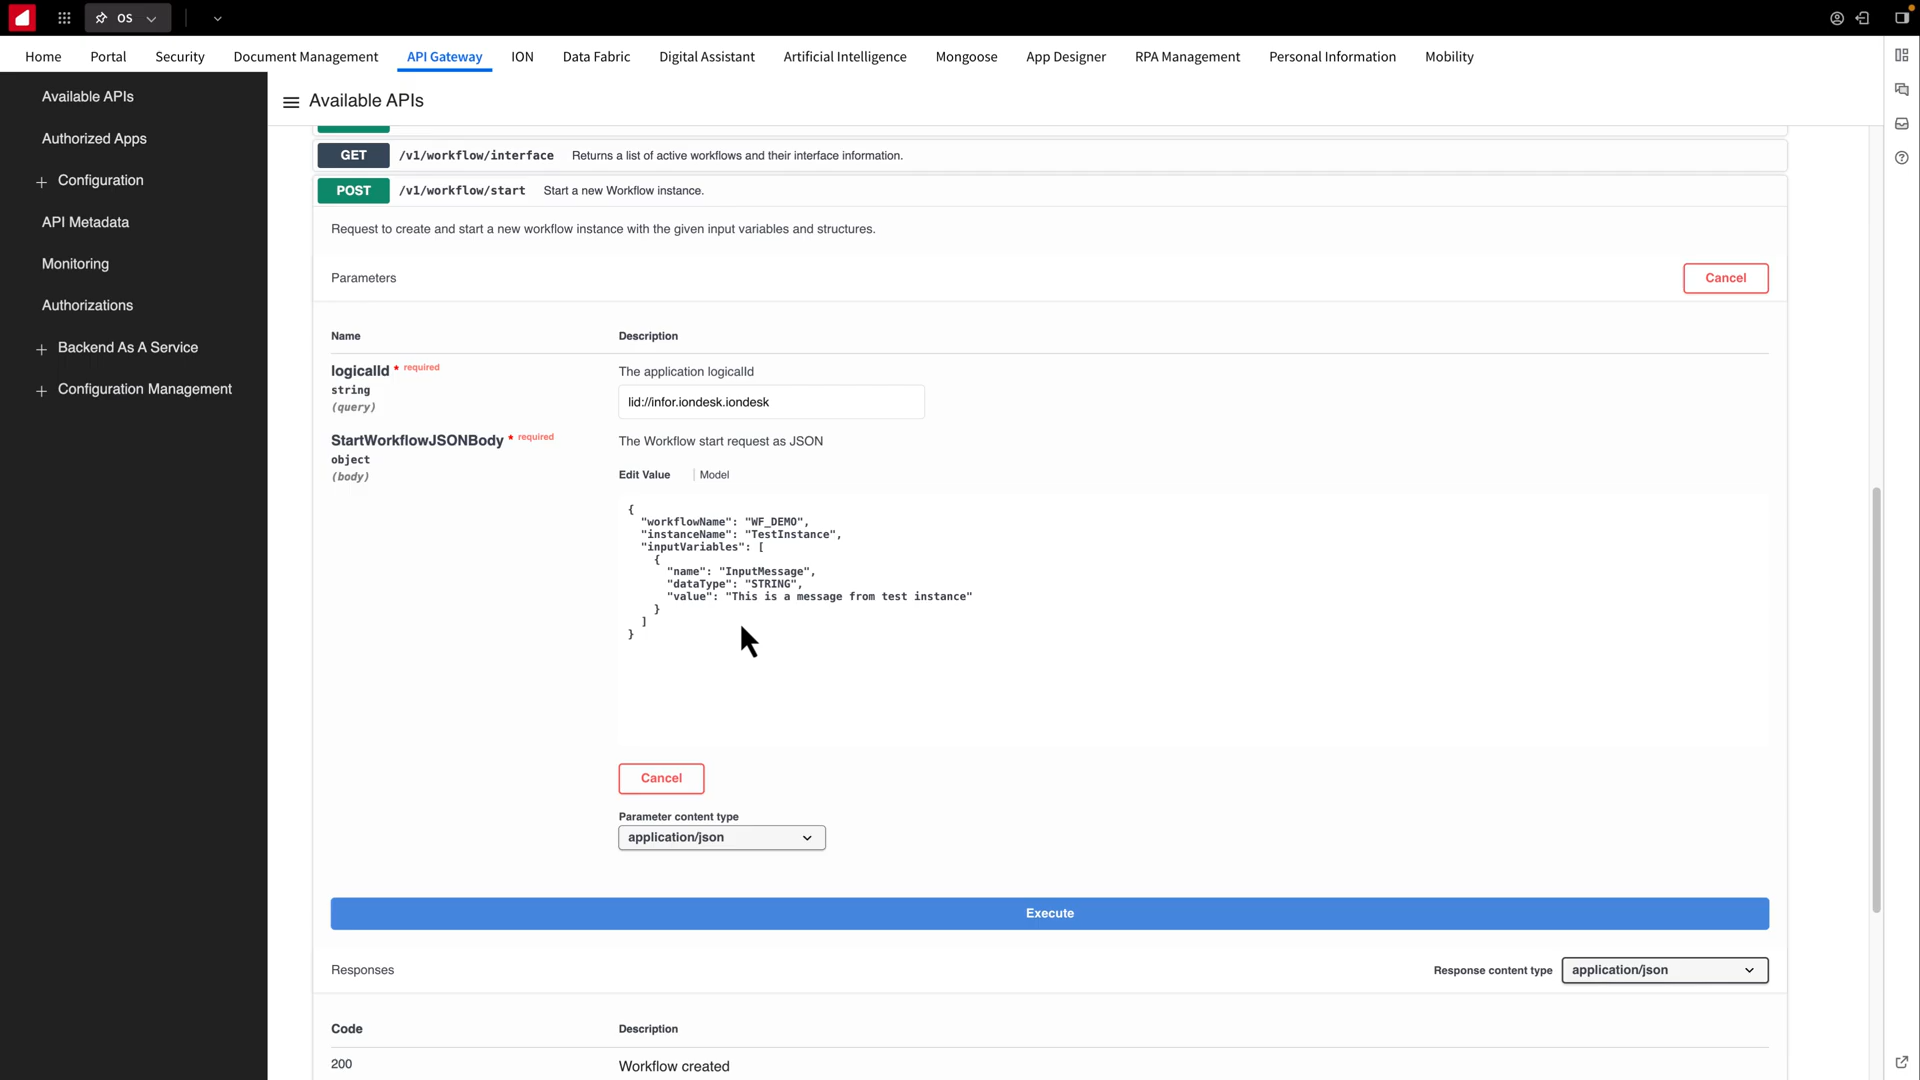 OS
Home Portal Security Document Management API Gateway ION Data Fabric Digital Assistant Artificial Intelligence Mongoose App Designer RPA Management Personal Information Mobility
Available APIs
Authorized Apps
Configuration
API Metadata
Monitoring
Authorizations
Backend As A Service
Configuration Management
Available APIs
GET /v1/workflow/interface Returns a list of active workflows and their interface information.
POST /v1/workflow/start Start a new Workflow instance.
Request to create and start a new workflow instance with the given input variables and structures.
Parameters Cancel
Name Description
logicalId * required
string
(query)
The application logicalId
lid://infor.iondesk.iondesk
StartWorkflowJSONBody * required
object
(body)
The Workflow start request as JSON
Edit Value Model
{
"workflowName": "WF_DEMO",
"instanceName": "TestInstance",
"inputVariables": [
{
"name": "InputMessage",
"dataType": "STRING",
"value": "This is a message from test instance"
}
]
}
Cancel
Parameter content type
application/json
Execute
Responses Response content type application/json
Code Description
200 Workflow created